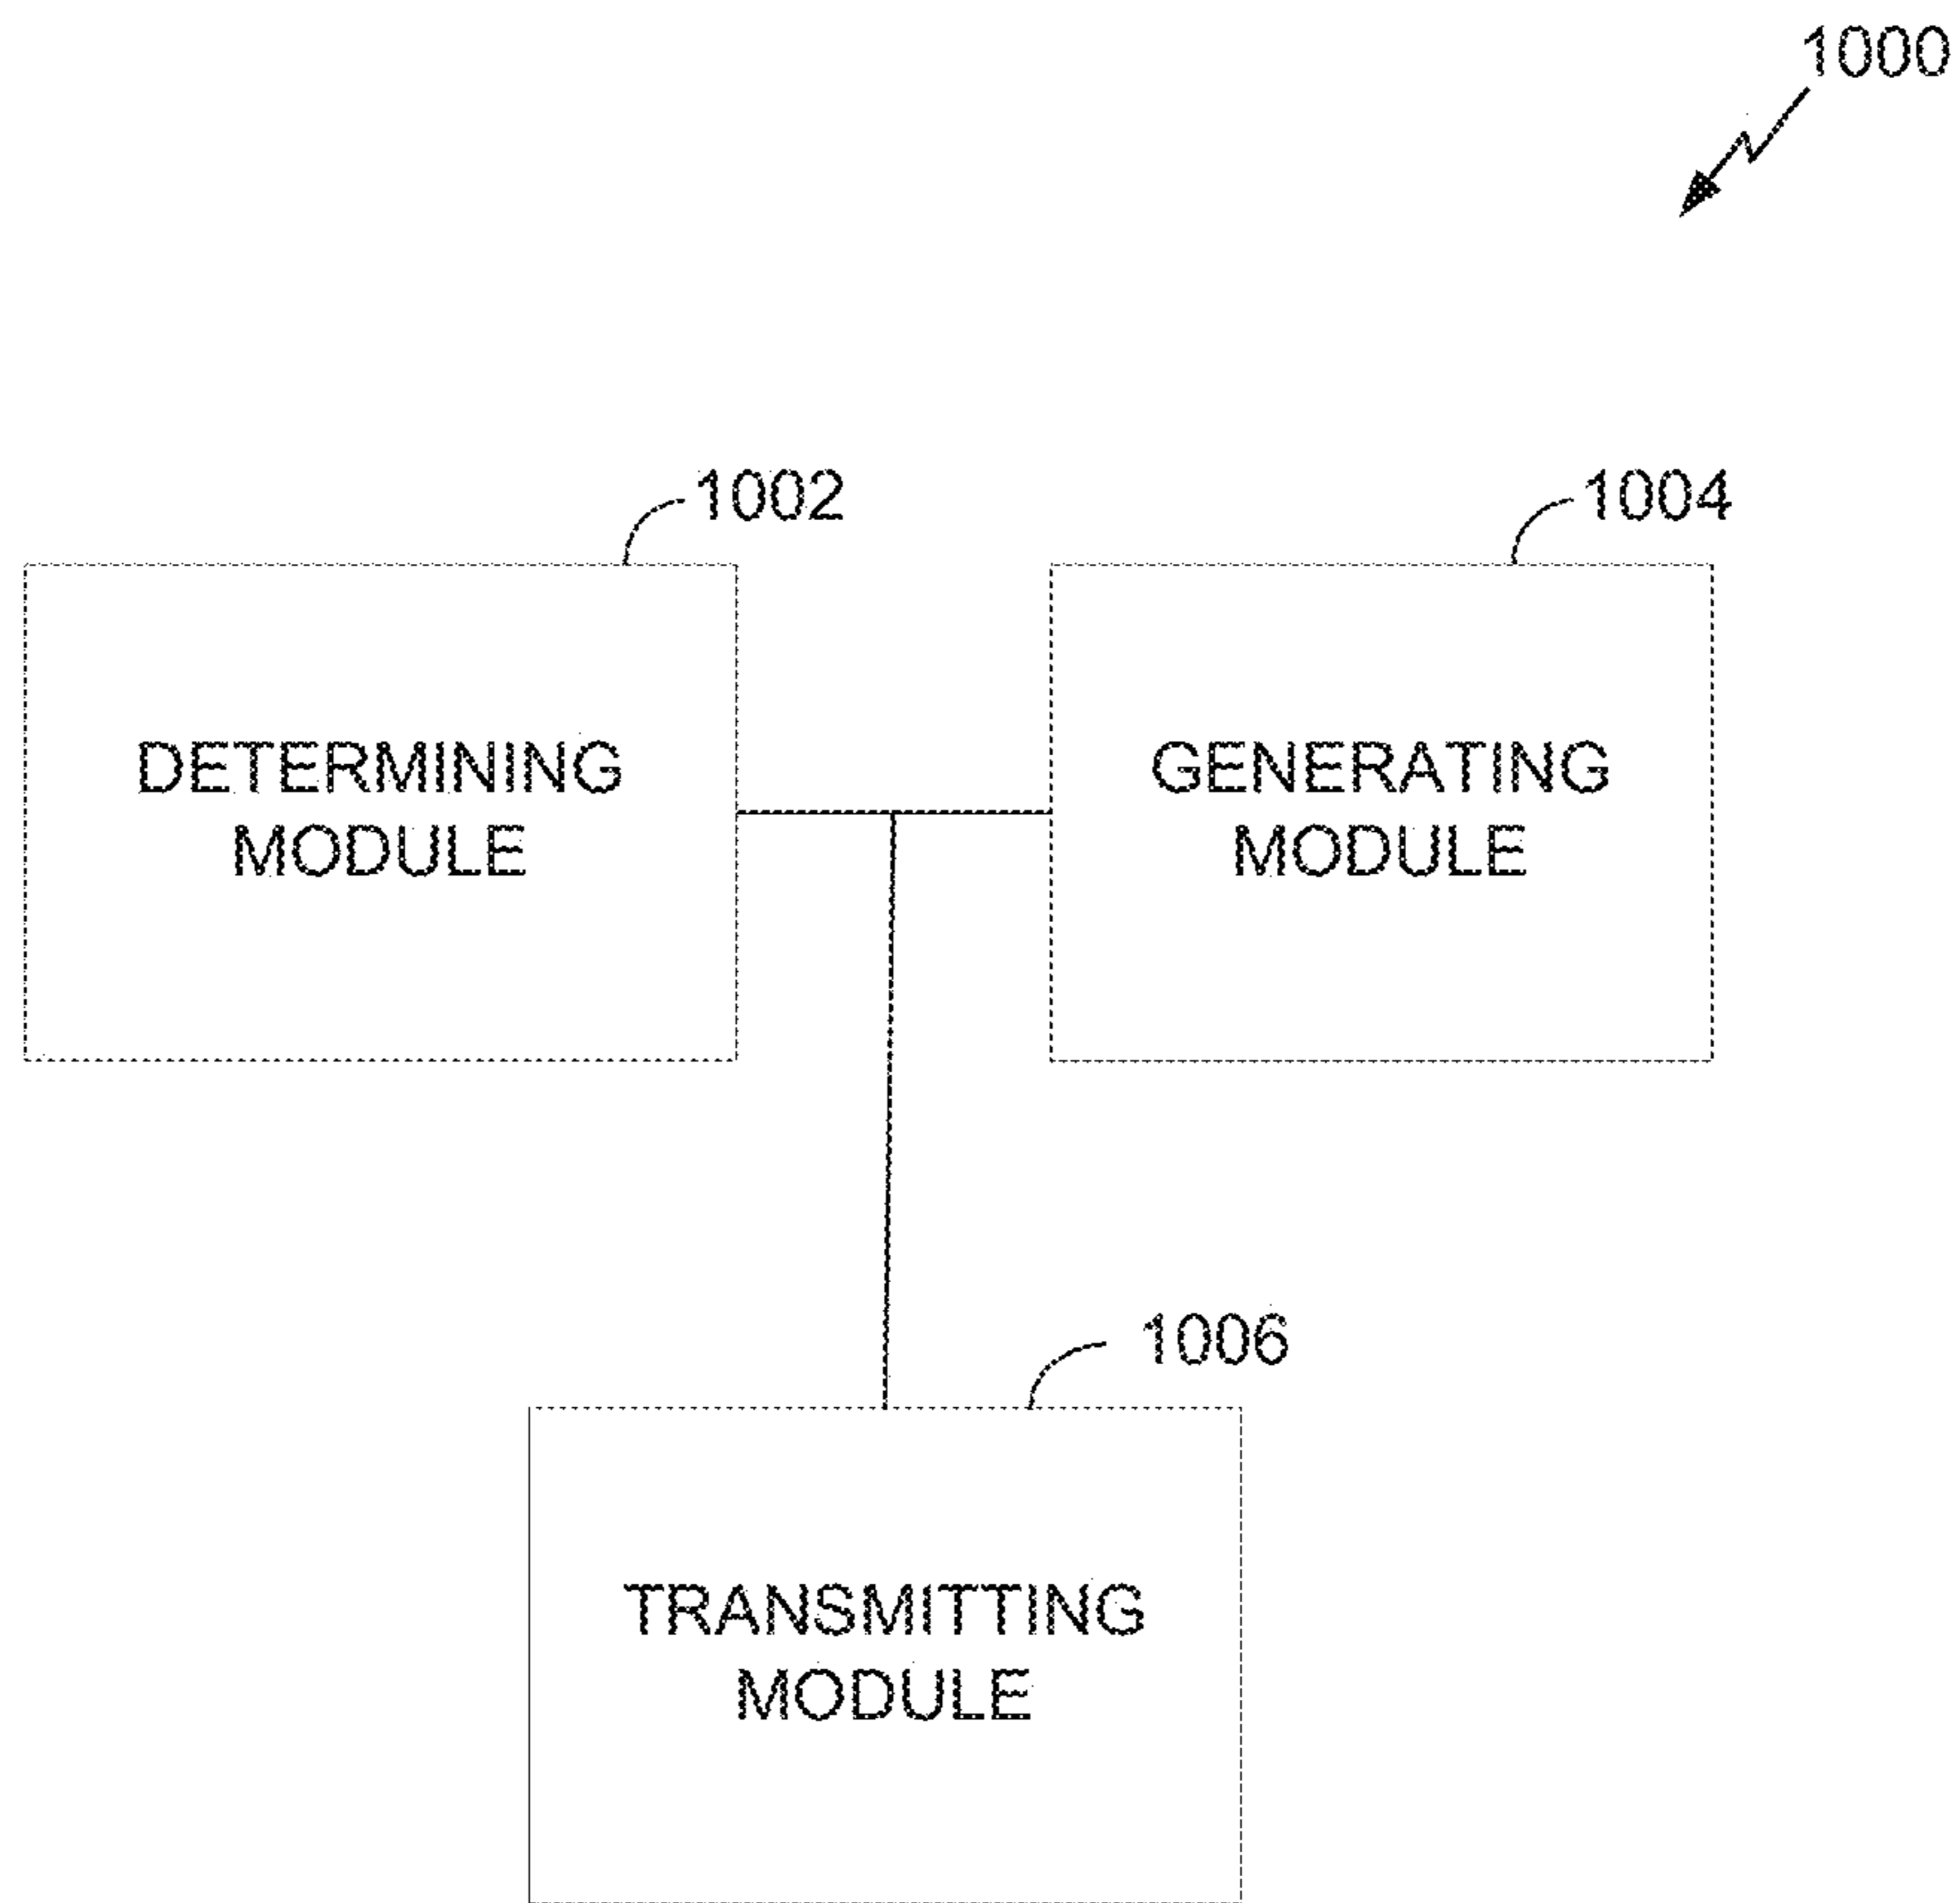 1000
1002
1004
DETERMINING
MODULE
GENERATING
MODULE
1006
TRANSMITTING
MODULE